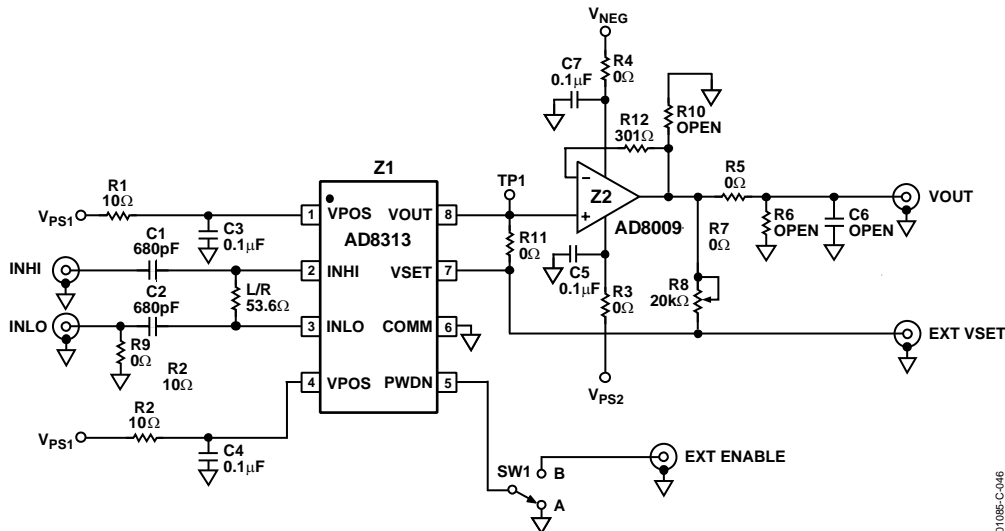 VNEG
C7
0.1µF
R4
0Ω
R10
OPEN
R12
301Ω
Z1
R1
10Ω
VPS1
C3
0.1µF
1 VPOS
VOUT 8
TP1
Z2
AD8009
R5
0Ω
VOUT
R6
OPEN
C6
OPEN
AD8313
C1
680pF
INHI
2 INHI
VSET 7
R11
0Ω
C5
0.1µF
R7
0Ω
L/R
53.6Ω
R3
0Ω
R8
20kΩ
C2
680pF
INLO
3 INLO
COMM 6
EXT VSET
R9
0Ω
R2
10Ω
4 VPOS
PWDN 5
VPS2
VPS1
R2
10Ω
C4
0.1µF
SW1
B
A
EXT ENABLE
01085-C-046